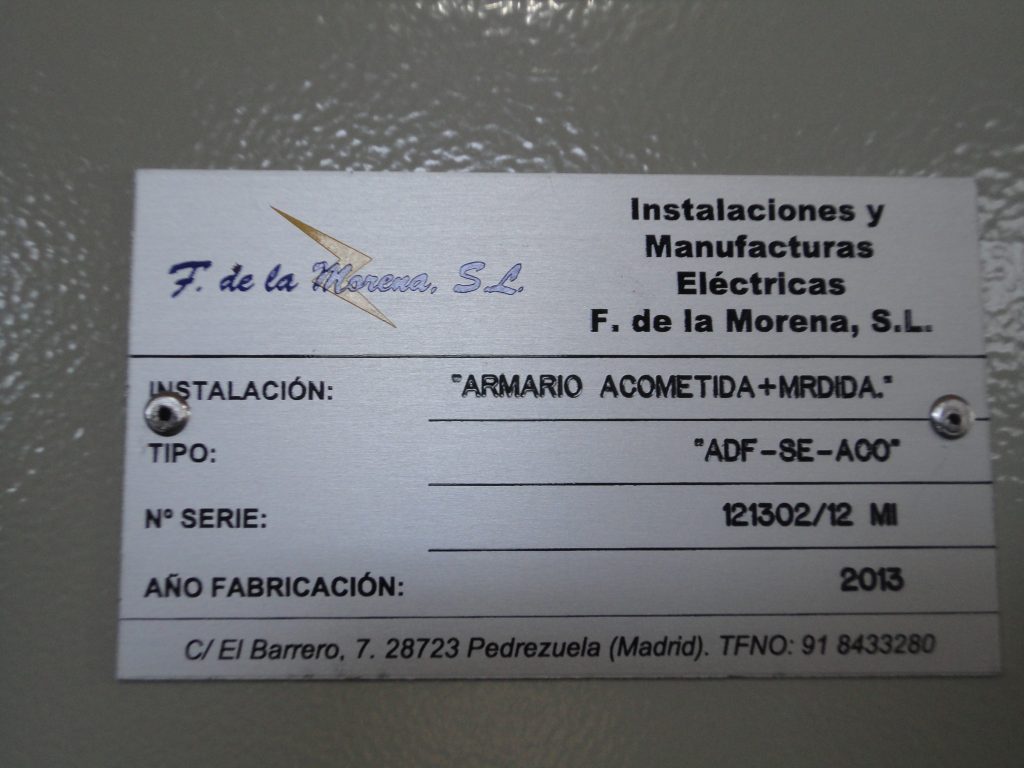 F. de la Morena, S.L.
Instalaciones y
Manufacturas
Eléctricas
F. de la Morena, S.L.
INSTALACIÓN: "ARMARIO ACOMETIDA+MRDIDA."
TIPO: "ADF-SE-ACO"
Nº SERIE: 121302/12 MI
AÑO FABRICACIÓN: 2013
C/ El Barrero, 7. 28723 Pedrezuela (Madrid). TFNO: 91 8433280